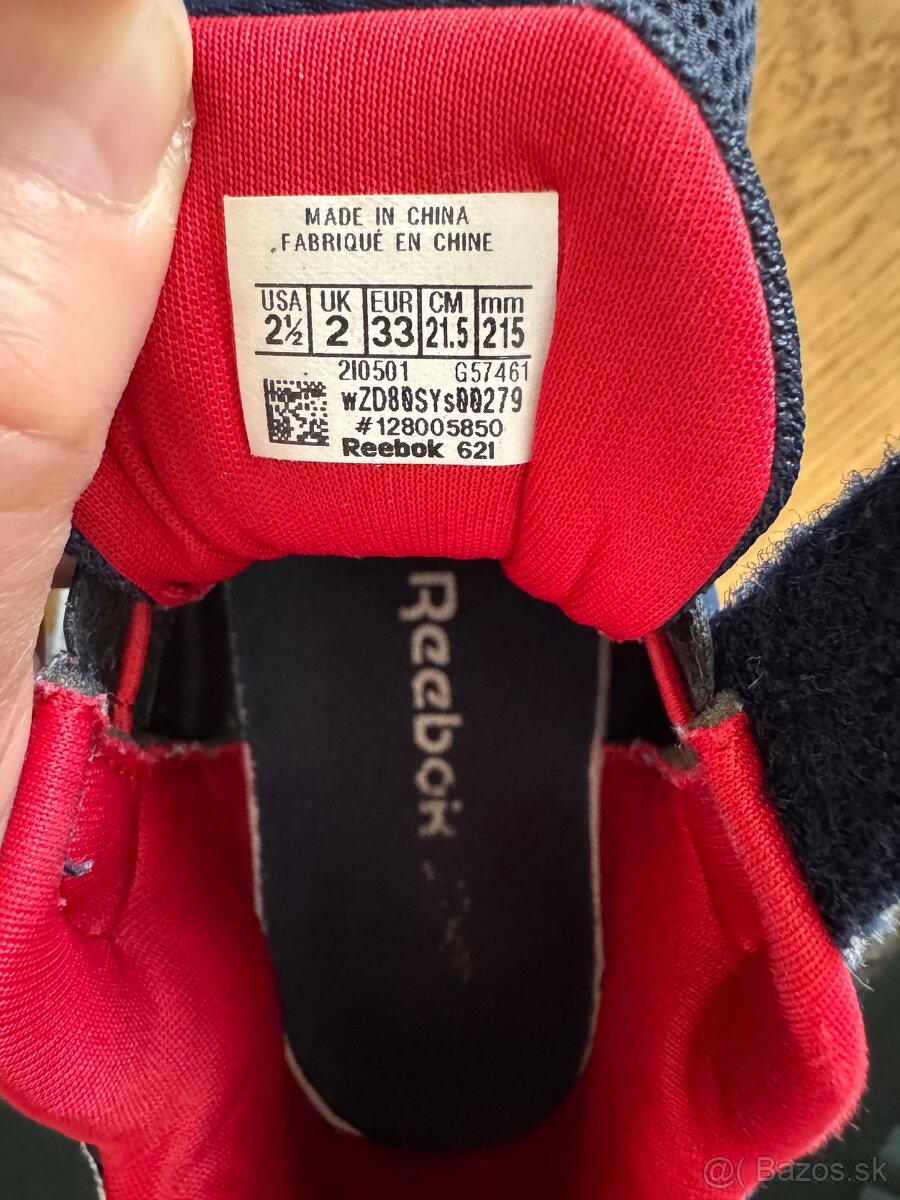 MADE IN CHINA
FABRIQUÉ EN CHINE
USA UK EUR CM mm
2½ 2 33 21.5 215
210501 G57461
wZD80SYs00279
#128005850
Reebok 621
Reebok
@( Bazos.sk